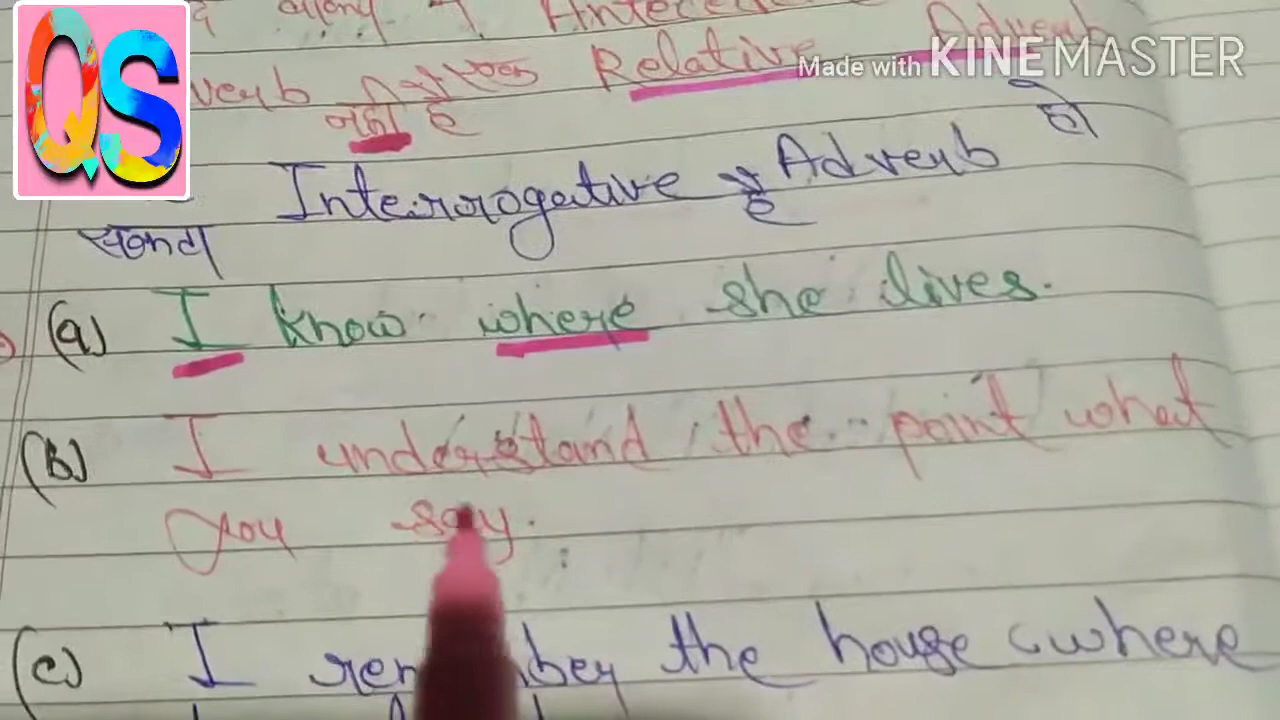 QS
Made with KINEMASTER
verb नहीं है Relative Adverb
हो
Interrogative Adverb
है
(a) I know where she lives.
(b) I understand the point what
you say.
(c) I the house where